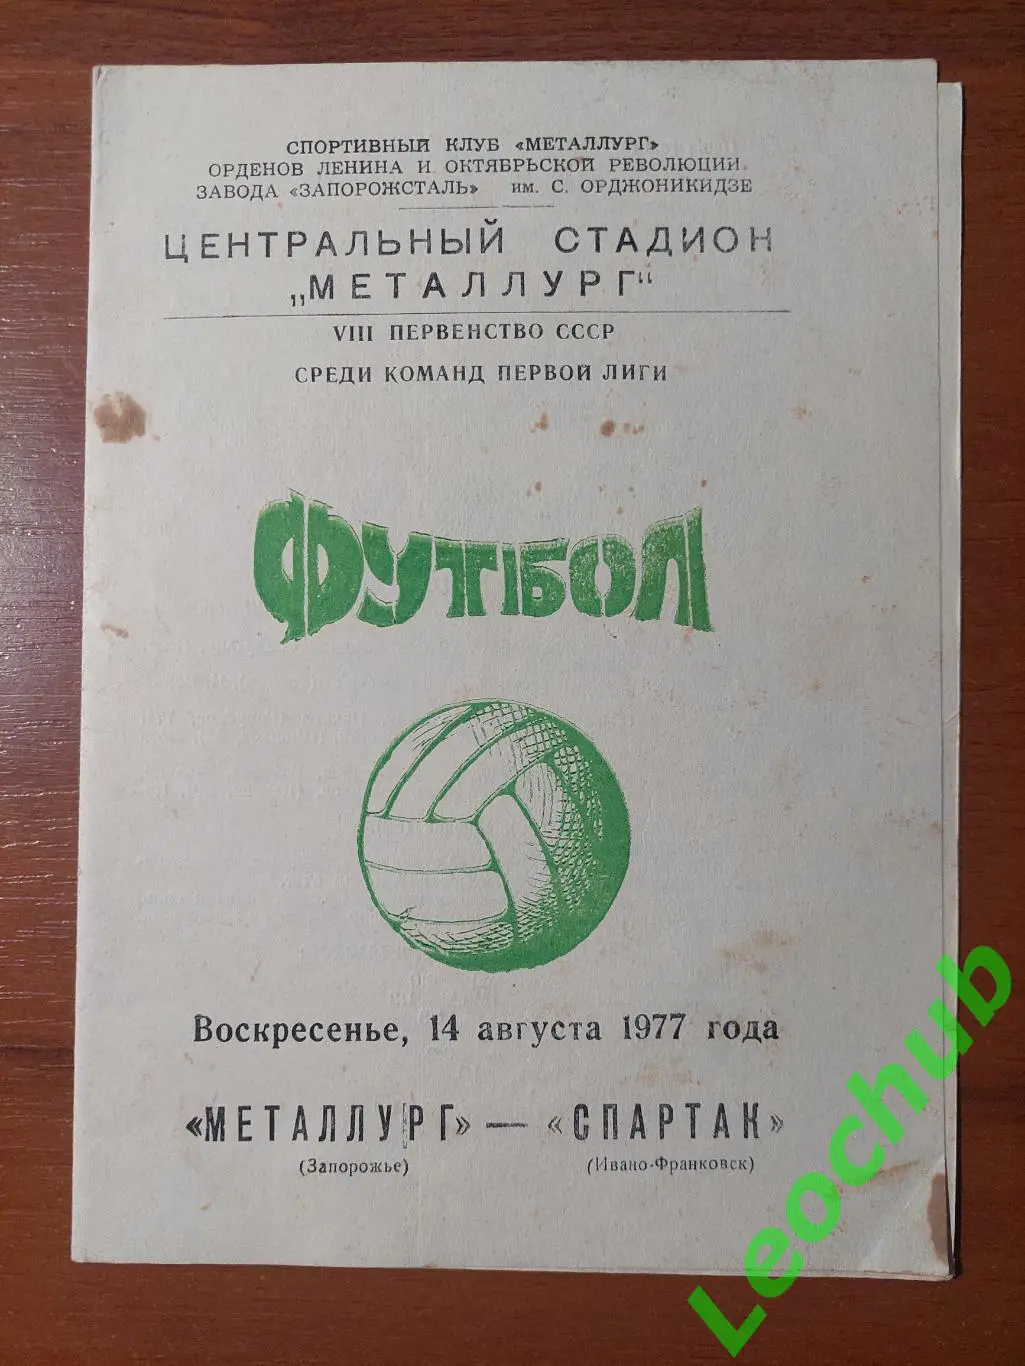 СПОРТИВНЫЙ КЛУБ «МЕТАЛЛУРГ»
ОРДЕНОВ ЛЕНИНА И ОКТЯБРЬСКОЙ РЕВОЛЮЦИИ
ЗАВОДА «ЗАПОРОЖСТАЛЬ» им. С. ОРДЖОНИКИДЗЕ
ЦЕНТРАЛЬНЫЙ СТАДИОН
„МЕТАЛЛУРГ“
VIII ПЕРВЕНСТВО СССР
СРЕДИ КОМАНД ПЕРВОЙ ЛИГИ
ФУТБОЛ
Воскресенье, 14 августа 1977 года
«МЕТАЛЛУРГ» — «СПАРТАК»
(Запорожье) (Ивано-Франковск)
Leochub